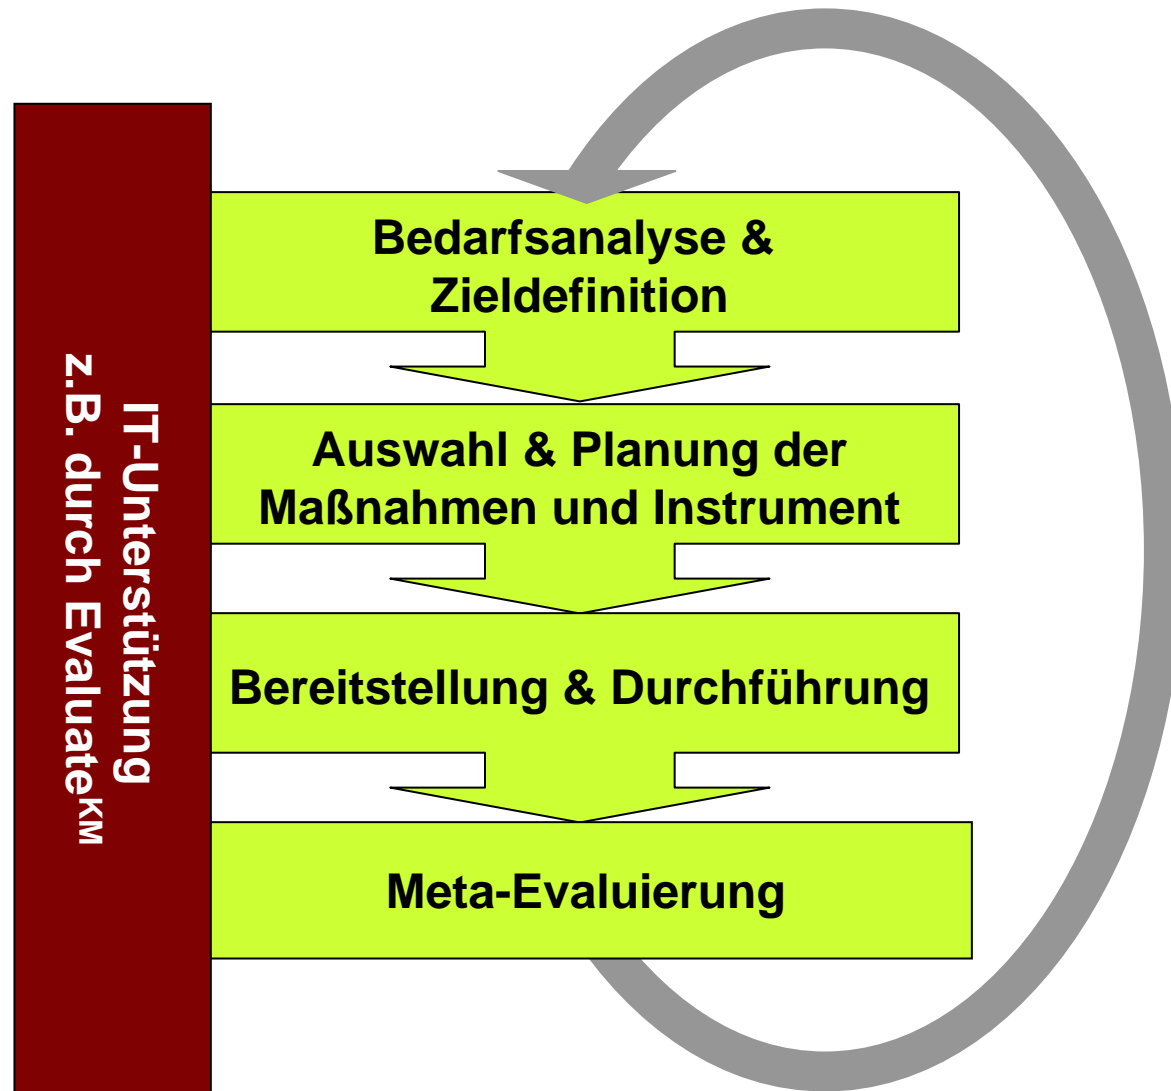 IT-Unterstützung
z.B. durch Evaluateᴷᴹ
Bedarfsanalyse &
Zieldefinition
Auswahl & Planung der
Maßnahmen und Instrument
Bereitstellung & Durchführung
Meta-Evaluierung